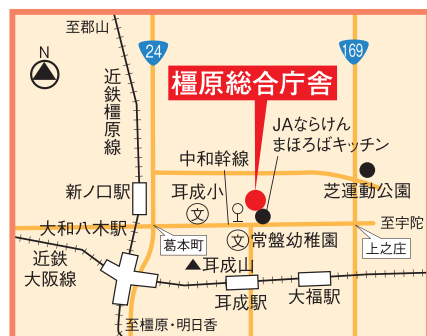 至郡山
N
24
169
近鉄橿原線
橿原総合庁舎
JAならけん
まほろばキッチン
中和幹線
新ノ口駅
耳成小
芝運動公園
文
大和八木駅
至宇陀
葛本町
文
常盤幼稚園
上之庄
近鉄
大阪線
耳成山
耳成駅
大福駅
至橿原・明日香